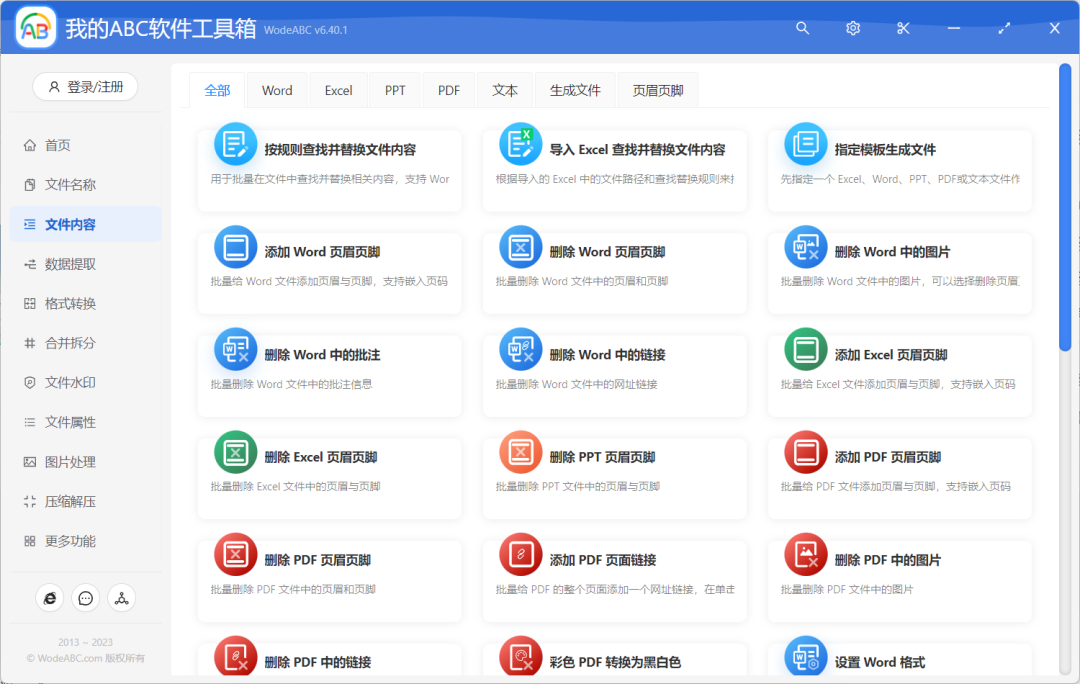 我的ABC软件工具箱 WodeABC v6.40.1
登录/注册
首页
文件名称
文件内容
数据提取
格式转换
合并拆分
文件水印
文件属性
图片处理
压缩解压
更多功能
2013 ~ 2023
© WodeABC.com 版权所有
全部 Word Excel PPT PDF 文本 生成文件 页眉页脚
按规则查找并替换文件内容
用于批量在文件中查找并替换相关内容，支持 Wor
导入 Excel 查找并替换文件内容
根据导入的 Excel 中的文件路径和查找替换规则来
指定模板生成文件
先指定一个 Excel、Word、PPT、PDF或文本文件作
添加 Word 页眉页脚
批量给 Word 文件添加页眉与页脚，支持嵌入页码
删除 Word 页眉页脚
批量删除 Word 文件中的页眉和页脚
删除 Word 中的图片
批量删除 Word 文件中的图片，可以选择删除页眉
删除 Word 中的批注
批量删除 Word 文件中的批注信息
删除 Word 中的链接
批量删除 Word 文件中的网址链接
添加 Excel 页眉页脚
批量给 Excel 文件添加页眉与页脚，支持嵌入页码
删除 Excel 页眉页脚
批量删除 Excel 文件中的页眉与页脚
删除 PPT 页眉页脚
批量删除 PPT 文件中的页眉与页脚
添加 PDF 页眉页脚
批量给 PDF 文件添加页眉与页脚，支持嵌入页码
删除 PDF 页眉页脚
批量删除 PDF 文件中的页眉和页脚
添加 PDF 页面链接
批量给 PDF 的整个页面添加一个网址链接，在单击
删除 PDF 中的图片
批量删除 PDF 文件中的图片
删除 PDF 中的链接
彩色 PDF 转换为黑白色
设置 Word 格式